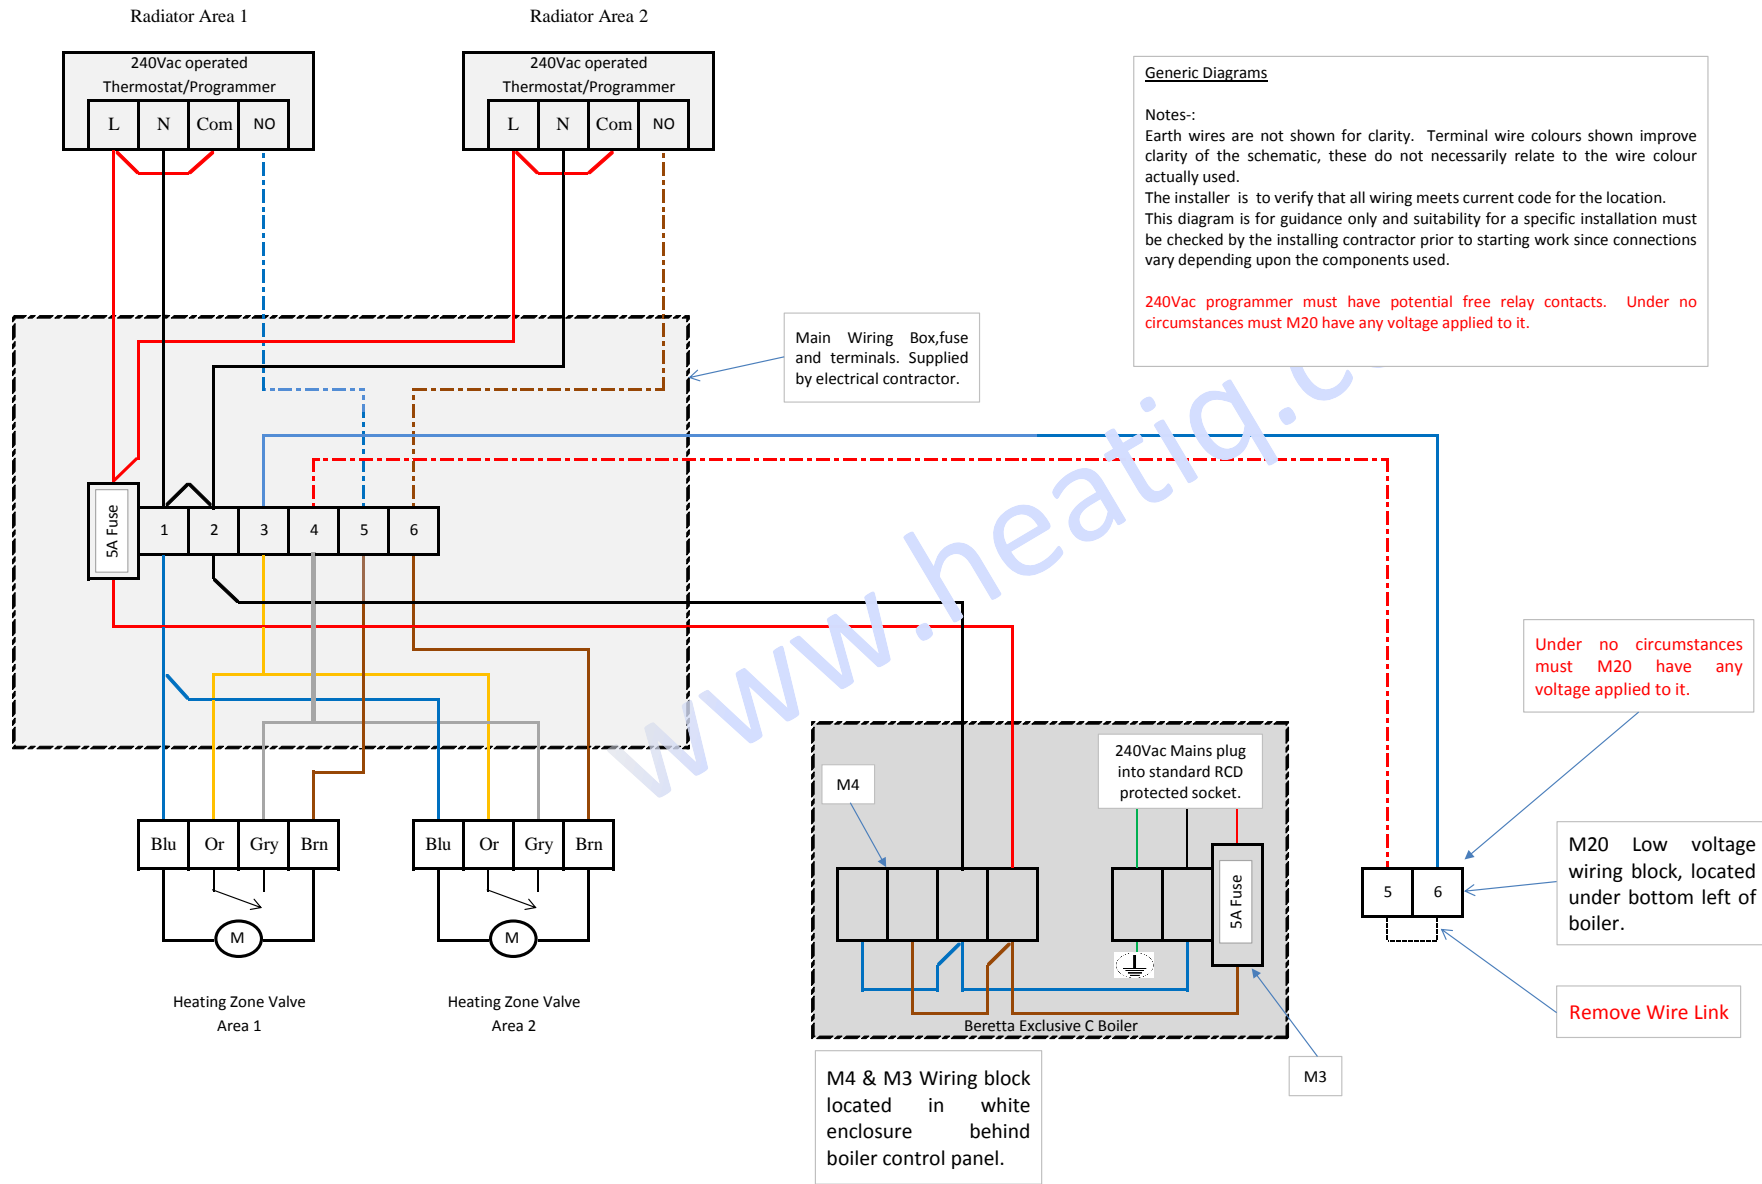 Radiator Area 1
Radiator Area 2
240Vac operated
Thermostat/Programmer
L N Com NO
240Vac operated
Thermostat/Programmer
L N Com NO
Generic Diagrams
Notes-:
Earth wires are not shown for clarity. Terminal wire colours shown improve
clarity of the schematic, these do not necessarily relate to the wire colour
actually used.
The installer is to verify that all wiring meets current code for the location.
This diagram is for guidance only and suitability for a specific installation must
be checked by the installing contractor prior to starting work since connections
vary depending upon the components used.
240Vac programmer must have potential free relay contacts. Under no
circumstances must M20 have any voltage applied to it.
Main Wiring Box,fuse
and terminals. Supplied
by electrical contractor.
www.heatiq.c
5A Fuse
1 2 3 4 5 6
Under no circumstances
must M20 have any
voltage applied to it.
M4
240Vac Mains plug
into standard RCD
protected socket.
Blu Or Gry Brn
Blu Or Gry Brn
M
M
5A Fuse
5 6
M20 Low voltage
wiring block, located
under bottom left of
boiler.
Heating Zone Valve
Area 1
Heating Zone Valve
Area 2
Remove Wire Link
Beretta Exclusive C Boiler
M3
M4 & M3 Wiring block
located in white
enclosure behind
boiler control panel.